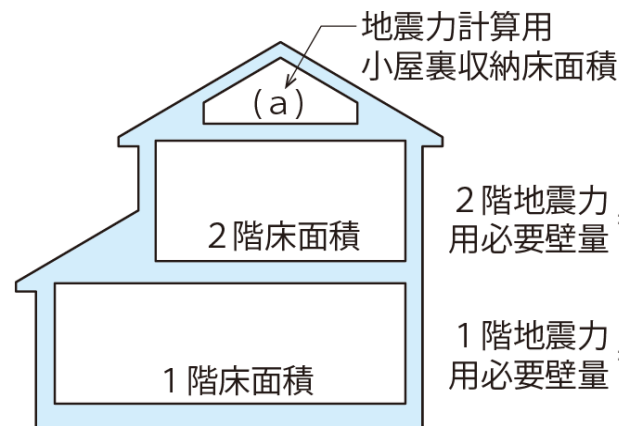 地震力計算用
小屋裏収納床面積
(a)
2階床面積
2階地震力
用必要壁量
1階床面積
1階地震力
用必要壁量